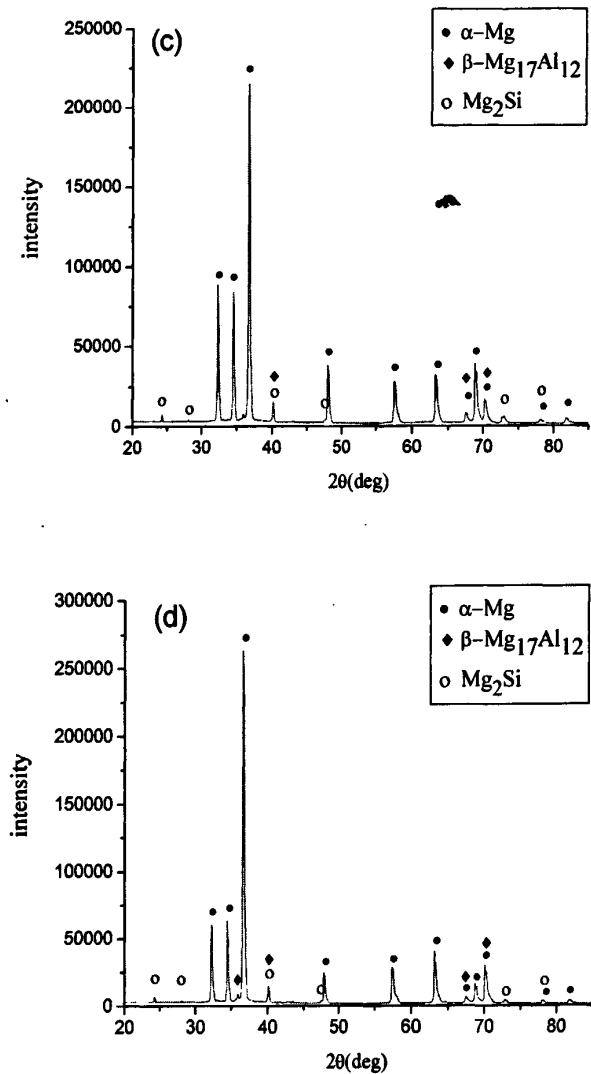 (c)
● α–Mg
◆ β–Mg17Al12
○ Mg2Si
250000
200000
150000
100000
50000
0
intensity
20 30 40 50 60 70 80
2θ(deg)
(d)
● α–Mg
◆ β–Mg17Al12
○ Mg2Si
300000
250000
200000
150000
100000
50000
0
intensity
20 30 40 50 60 70 80
2θ(deg)